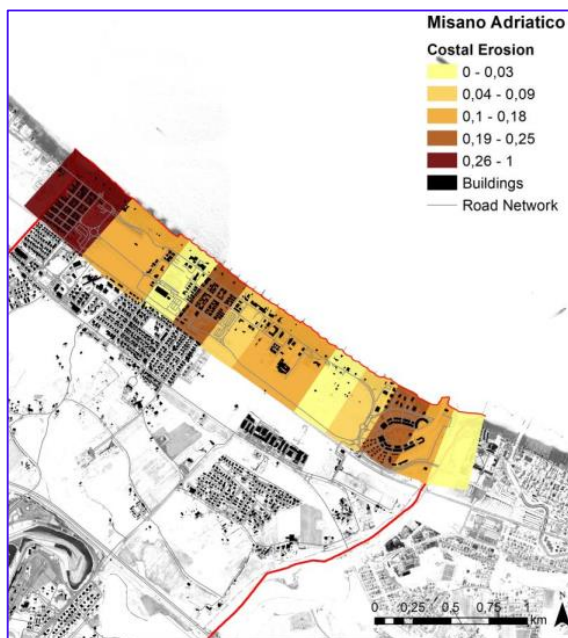 Misano Adriatico
Costal Erosion
0 - 0,03
0,04 - 0,09
0,1 - 0,18
0,19 - 0,25
0,26 - 1
Buildings
Road Network
N
0 0,25 0,5 0,75 1
km